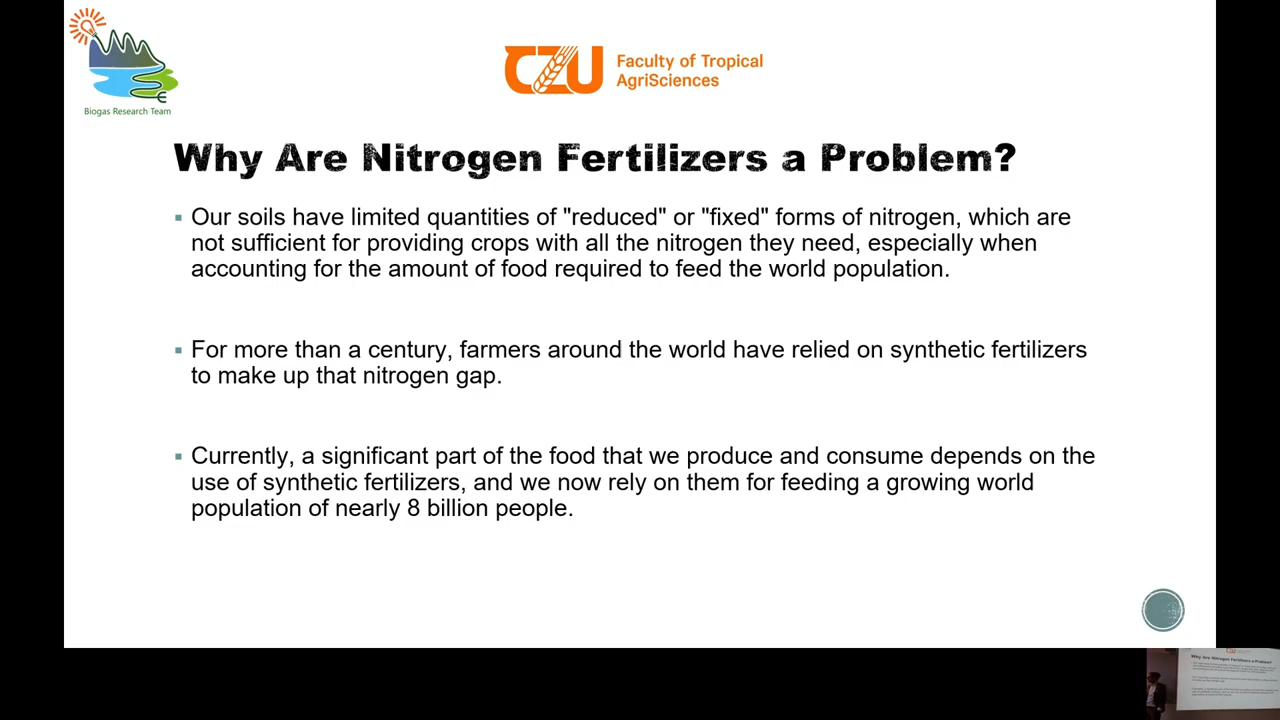 Biogas Research Team
CZU
Faculty of Tropical
AgriSciences
Why Are Nitrogen Fertilizers a Problem?
▪ Our soils have limited quantities of "reduced" or "fixed" forms of nitrogen, which are
not sufficient for providing crops with all the nitrogen they need, especially when
accounting for the amount of food required to feed the world population.
▪ For more than a century, farmers around the world have relied on synthetic fertilizers
to make up that nitrogen gap.
▪ Currently, a significant part of the food that we produce and consume depends on the
use of synthetic fertilizers, and we now rely on them for feeding a growing world
population of nearly 8 billion people.
Why Are Nitrogen Fertilizers a Problem?